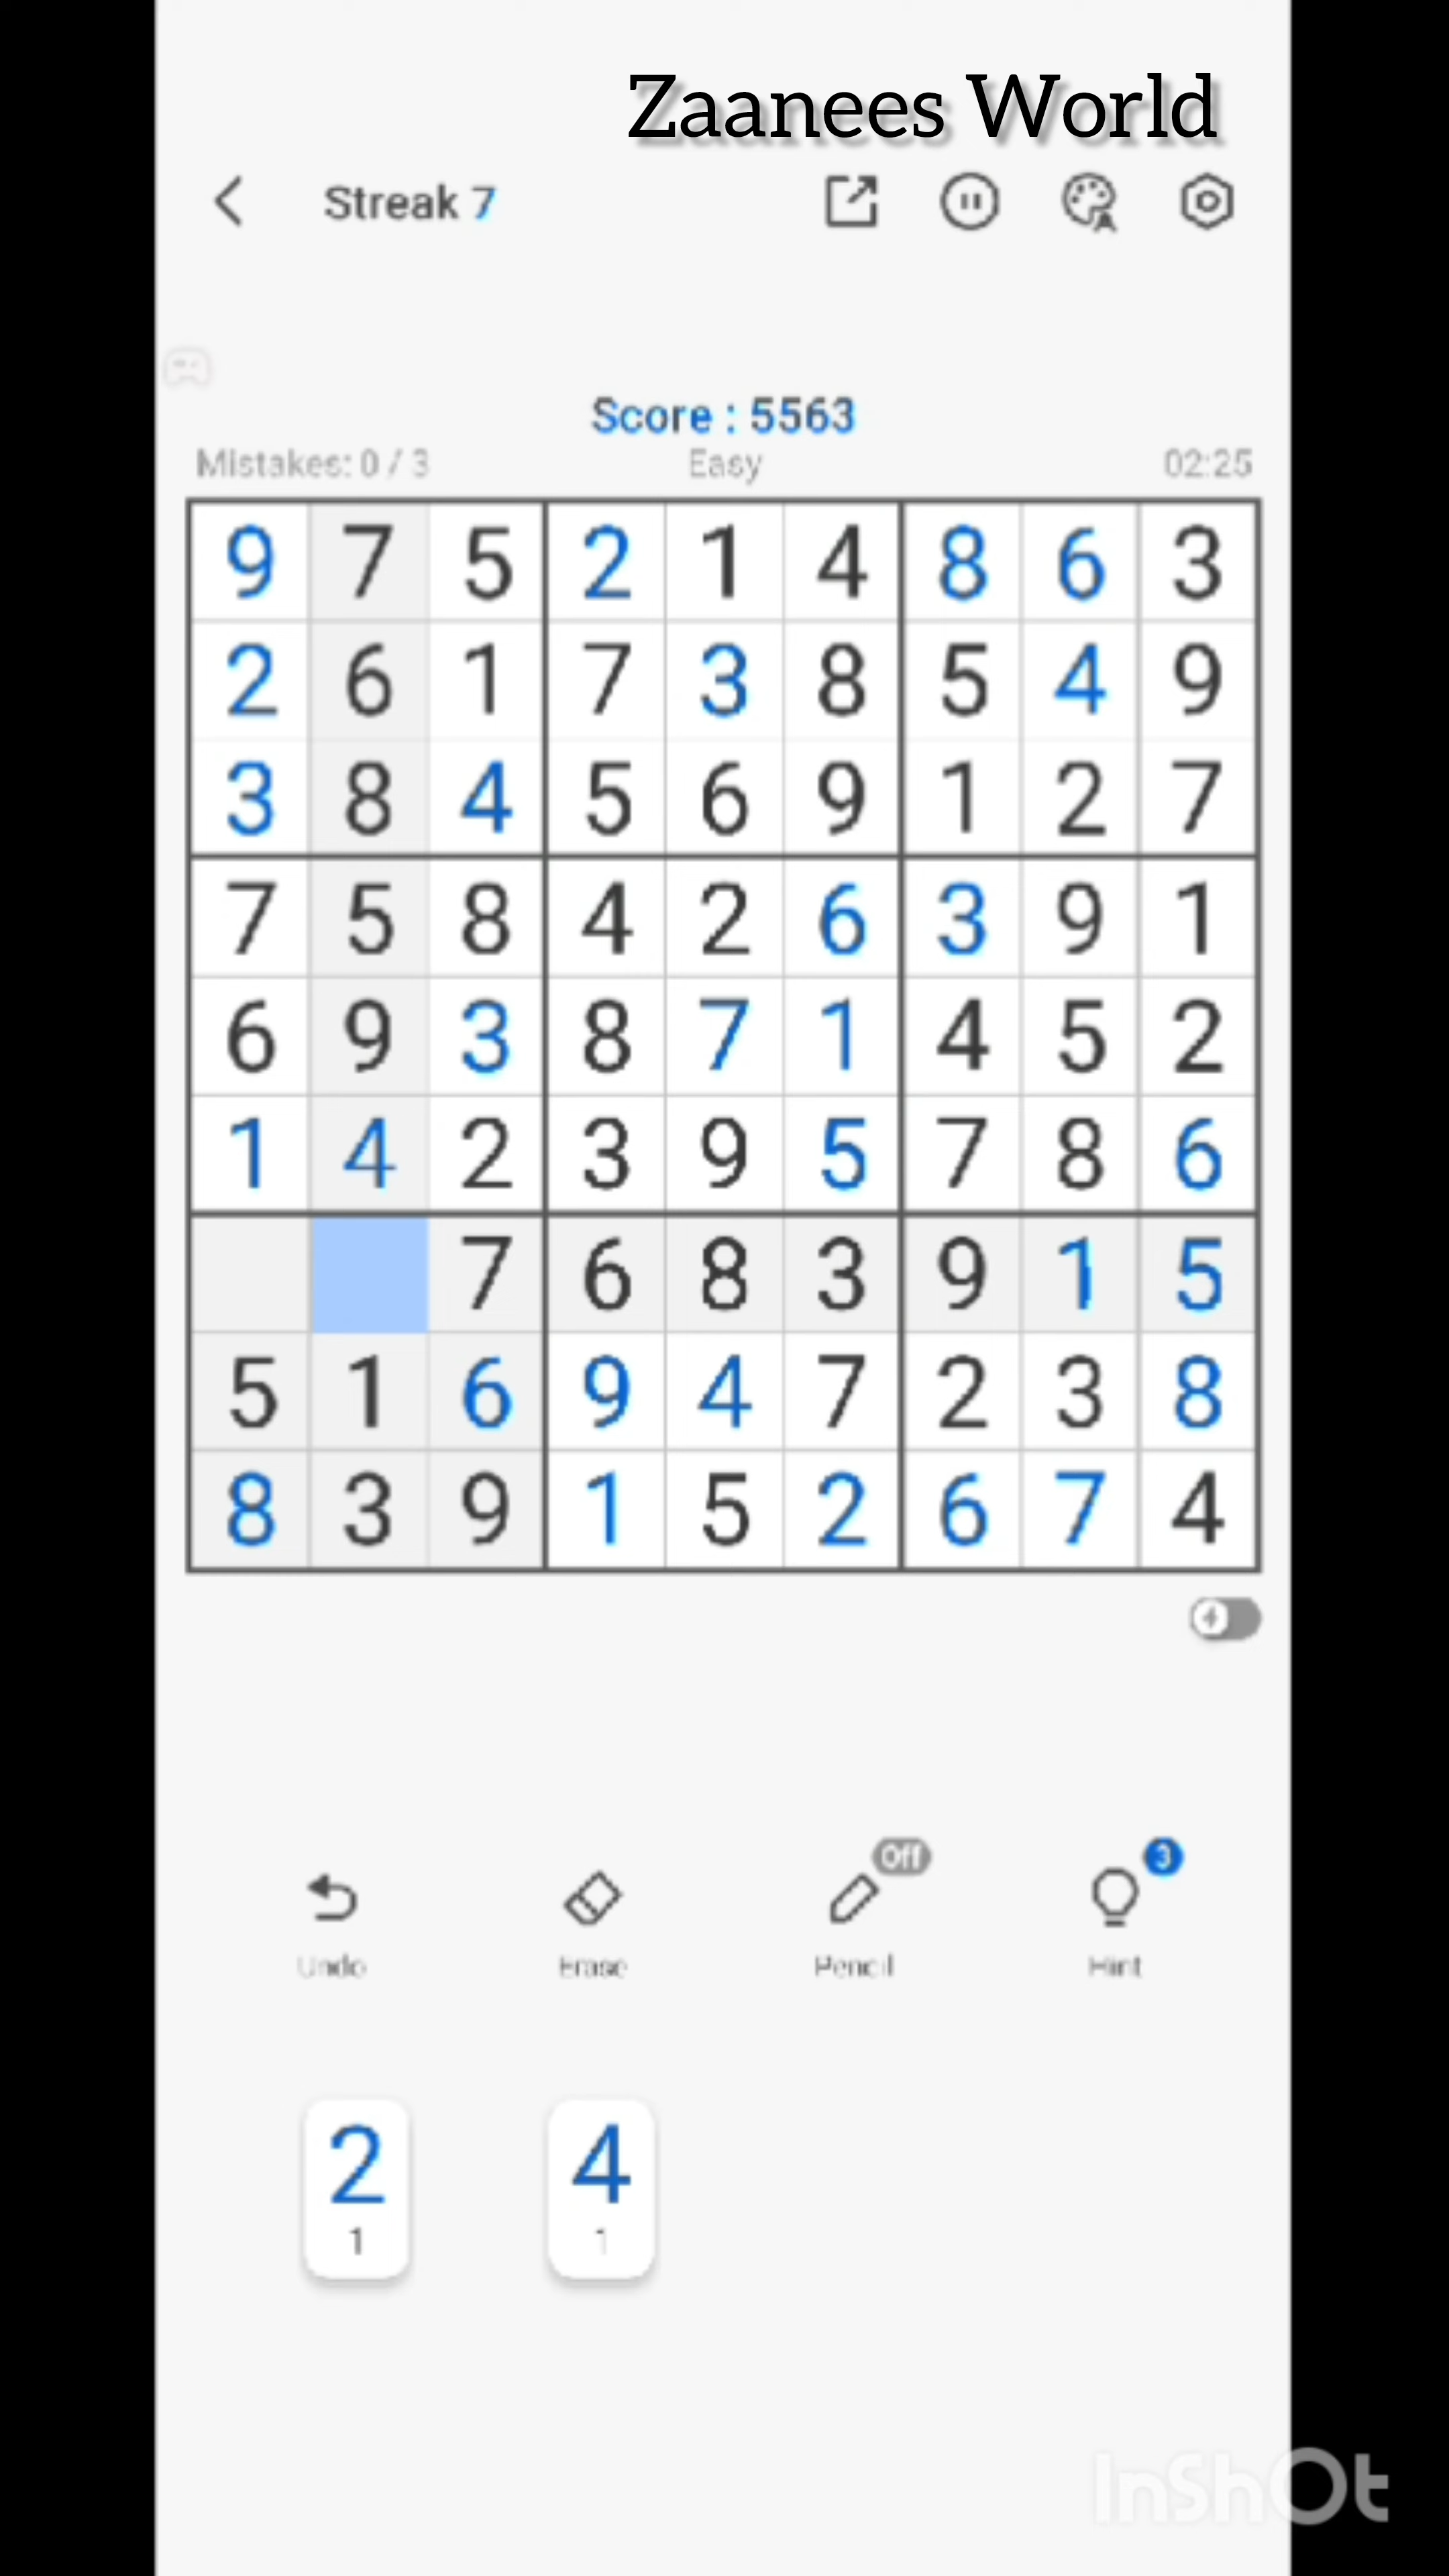 Zaanees World
Streak 7
Score : 5563
Mistakes: 0 / 3 Easy 02:25
9 7 5 2 1 4 8 6 3
2 6 1 7 3 8 5 4 9
3 8 4 5 6 9 1 2 7
7 5 8 4 2 6 3 9 1
6 9 3 8 7 1 4 5 2
1 4 2 3 9 5 7 8 6
7 6 8 3 9 1 5
5 1 6 9 4 7 2 3 8
8 3 9 1 5 2 6 7 4
Off 3
Undo Erase Pencil Hint
2 4
1 1
InShOt